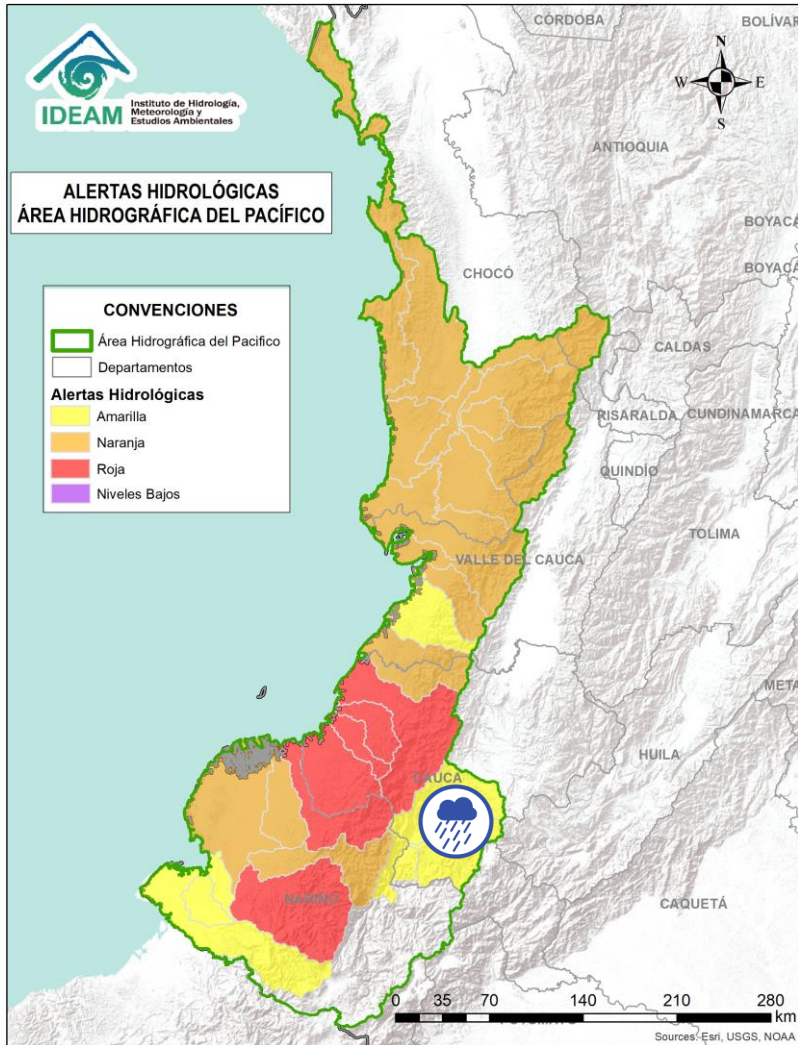 CÓRDOBA
BOLÍVAR
N
W E
S
IDEAM
Instituto de Hidrología,
Meteorología y
Estudios Ambientales
ANTIOQUIA
ALERTAS HIDROLÓGICAS
ÁREA HIDROGRÁFICA DEL PACÍFICO
BOYACÁ
BOYACÁ
CHOCÓ
CONVENCIONES
Área Hidrográfica del Pacifico
Departamentos
Alertas Hidrológicas
Amarilla
Naranja
Roja
Niveles Bajos
CALDAS
RISARALDA
CUNDINAMARCA
QUINDÍO
TOLIMA
VALLE DEL CAUCA
META
HUILA
CAUCA
NARIÑO
CAQUETÁ
0 35 70 140 210 280
km
Sources: Esri, USGS, NOAA